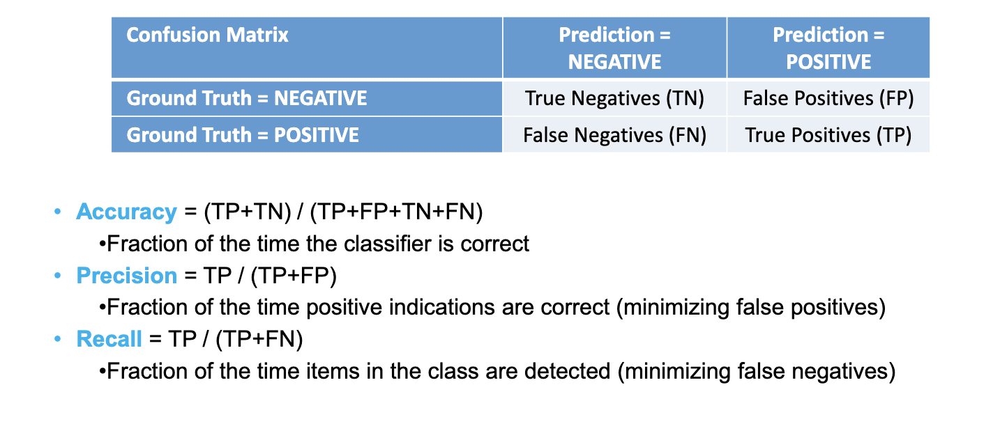 Confusion Matrix
Prediction =
NEGATIVE
Prediction =
POSITIVE
Ground Truth = NEGATIVE
True Negatives (TN)
False Positives (FP)
Ground Truth = POSITIVE
False Negatives (FN)
True Positives (TP)
• Accuracy = (TP+TN) / (TP+FP+TN+FN)
•Fraction of the time the classifier is correct
• Precision = TP / (TP+FP)
•Fraction of the time positive indications are correct (minimizing false positives)
• Recall = TP / (TP+FN)
•Fraction of the time items in the class are detected (minimizing false negatives)